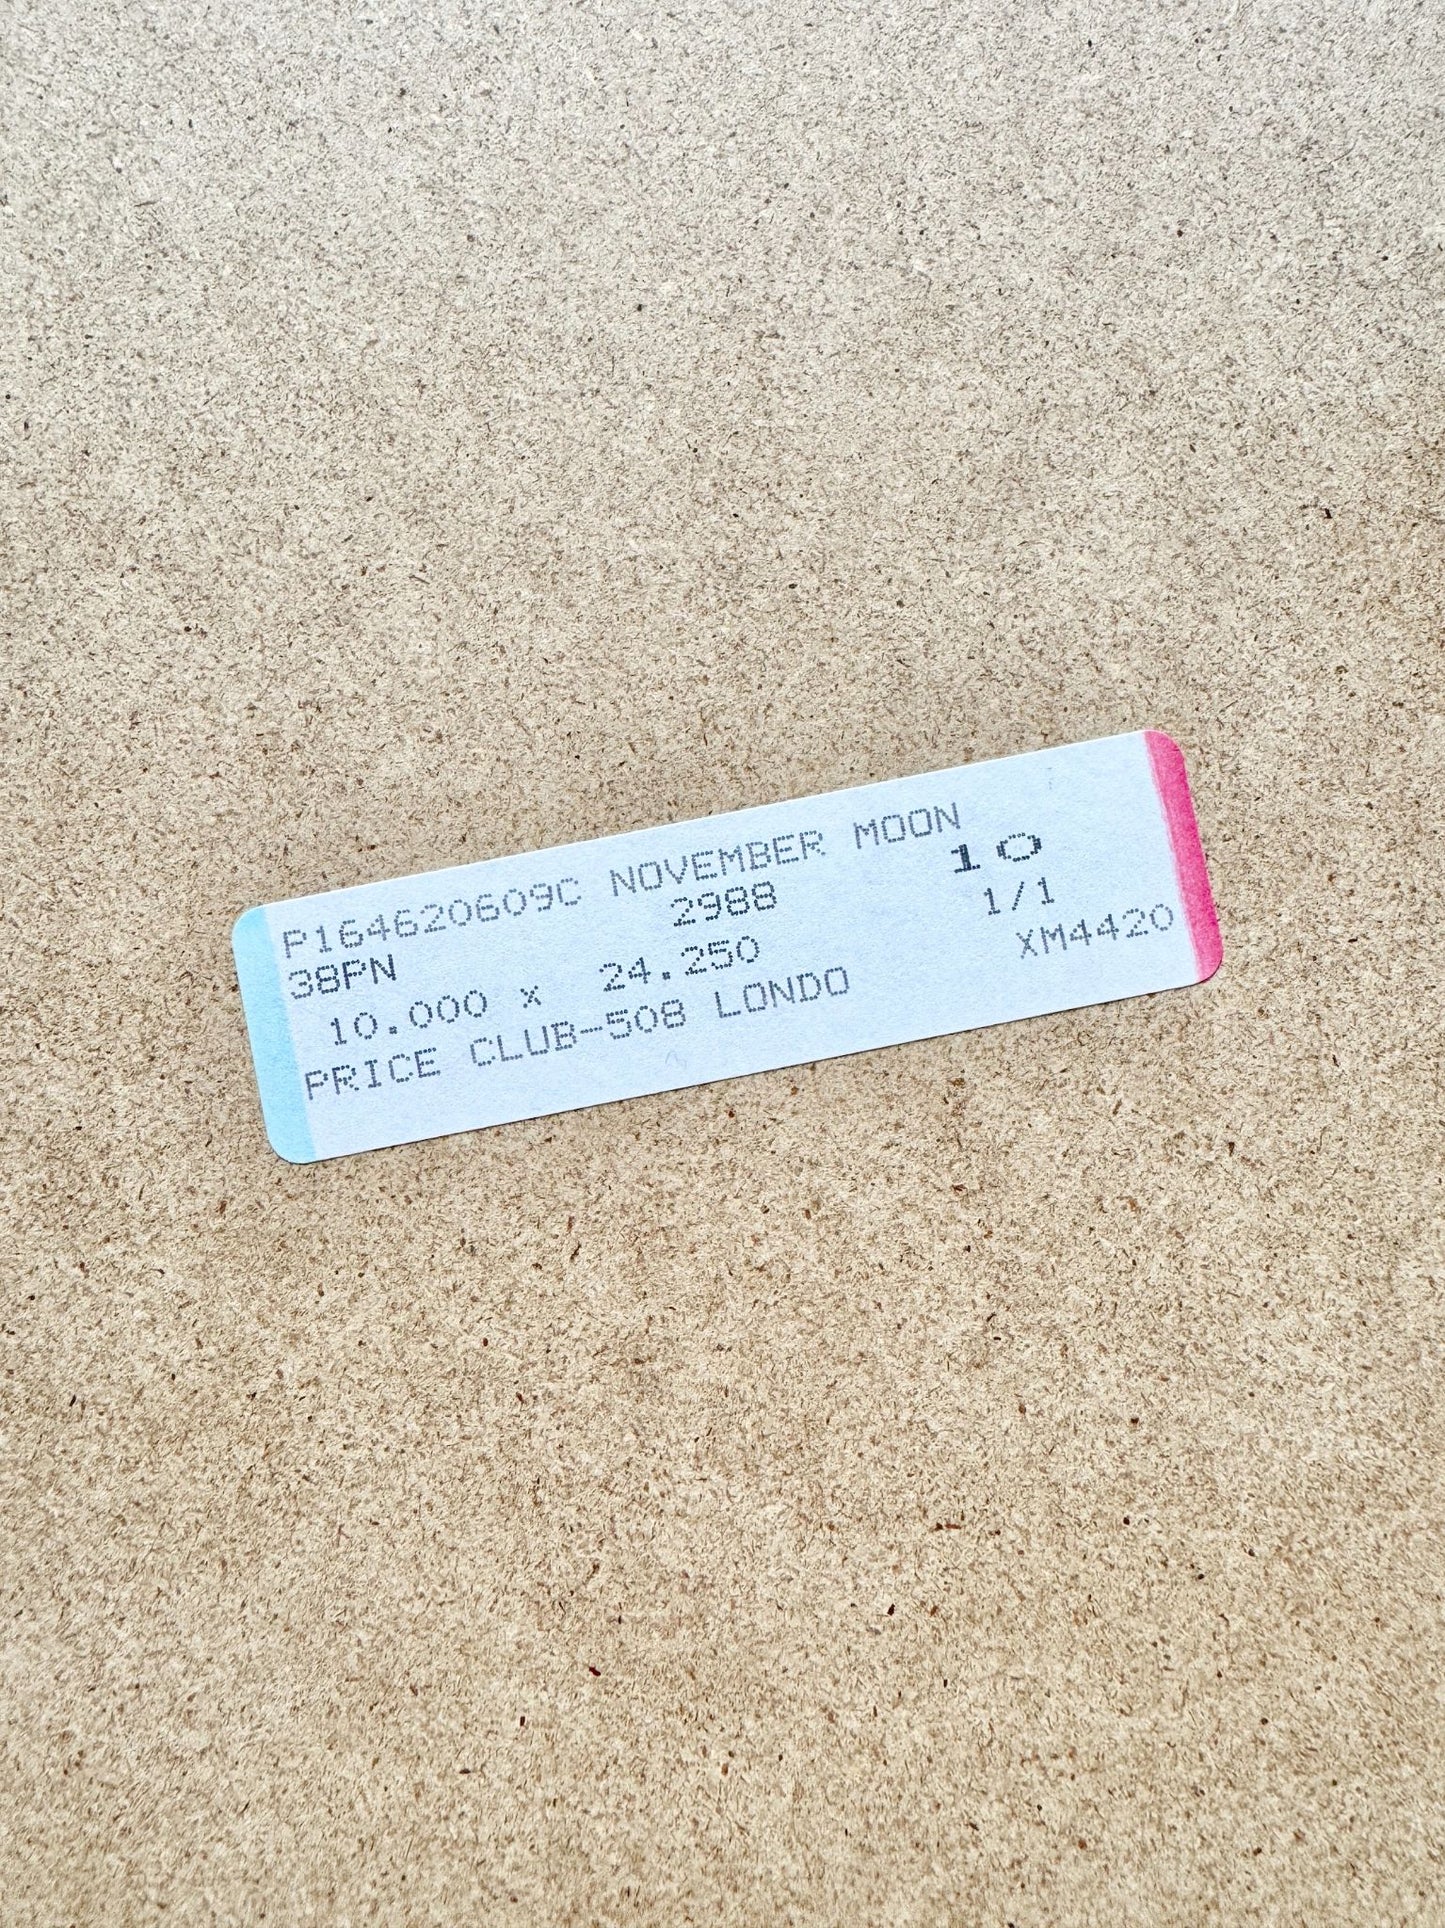 P164620609C NOVEMBER MOON
38PN 2988 10
10.000 x 24.250 1/1
PRICE CLUB-508 LONDO XM4420